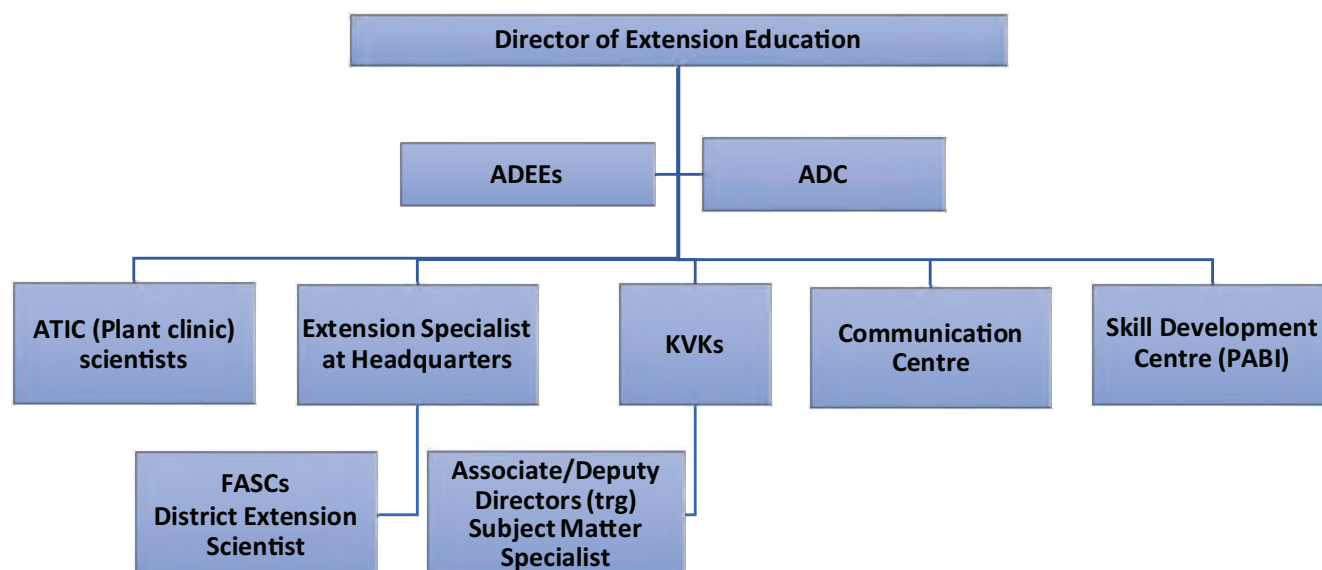 Director of Extension Education
ADEEs
ADC
ATIC (Plant clinic)
scientists
Extension Specialist
at Headquarters
KVKs
Communication
Centre
Skill Development
Centre (PABI)
FASCs
District Extension
Scientist
Associate/Deputy
Directors (trg)
Subject Matter
Specialist